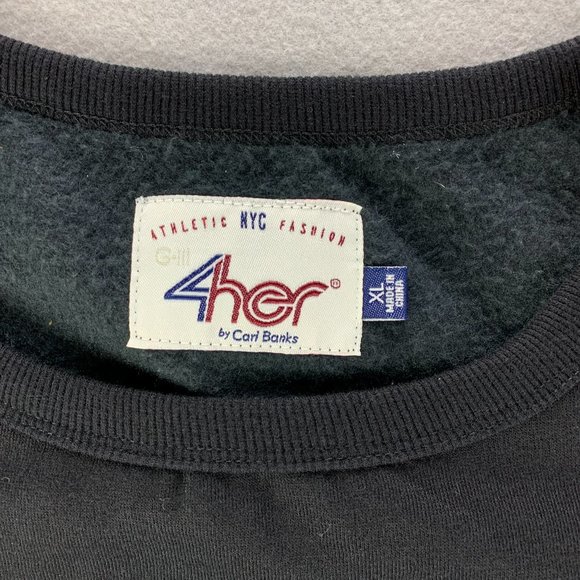 ATHLETIC NYC FASHION
G-III
4her®
by Carl Banks
XL
MADE IN
CHINA